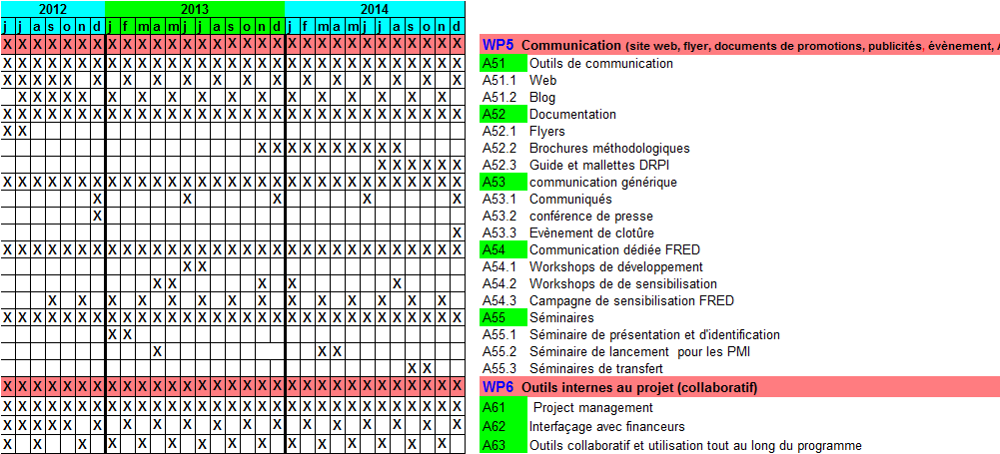 2012 2013 2014
j j a s o n d j f m a m j j a s o n d j f m a m j j a s o n d
X X X X X X X X X X X X X X X X X X X X X X X X X X X X X X X WP5 Communication (site web, flyer, documents de promotions, publicités, évènement,
X X X X X X X X X X X X X X X X X X X X X X X X X X X X X X X A51 Outils de communication
X X X X X X X X X X X X X X X X X X A51.1 Web
X X X X X X X X X X X X X X X X X A51.2 Blog
X X X X X X X X X X X X X X X X X X X X X X X X X X X X X X X A52 Documentation
X X A52.1 Flyers
X X X X X X X X X X A52.2 Brochures méthodologiques
X X X X X X A52.3 Guide et mallettes DRPI
X X X X X X X X X X X X X X X X X X X X X X X X X X X X X X X A53 communication générique
X X X X X A53.1 Communiqués
X A53.2 conférence de presse
X A53.3 Evènement de clotûre
X X X X X X X X X X X X X X X X X X X X X X X X X X X X X X X A54 Communication dédiée FRED
X X A54.1 Workshops de développement
X X X X X A54.2 Workshops de de sensibilisation
X X X X X X X X X X X X X X A54.3 Campagne de sensibilisation FRED
X X X X X X X X X X X X X X X X X X X X X X X X X X X X X X X A55 Séminaires
X X A55.1 Séminaire de présentation et d'identification
X X X A55.2 Séminaire de lancement pour les PMI
X X A55.3 Séminaires de transfert
X X X X X X X X X X X X X X X X X X X X X X X X X X X X X X X WP6 Outils internes au projet (collaboratif)
X X X X X X X X X X X X X X X X X X X X X X X X X X X X X X X A61 Project management
X X X X X X X X X X X X X X X X X X A62 Interfaçage avec financeurs
X X X X X X X X X X X X X X X A63 Outils collaboratif et utilisation tout au long du programme